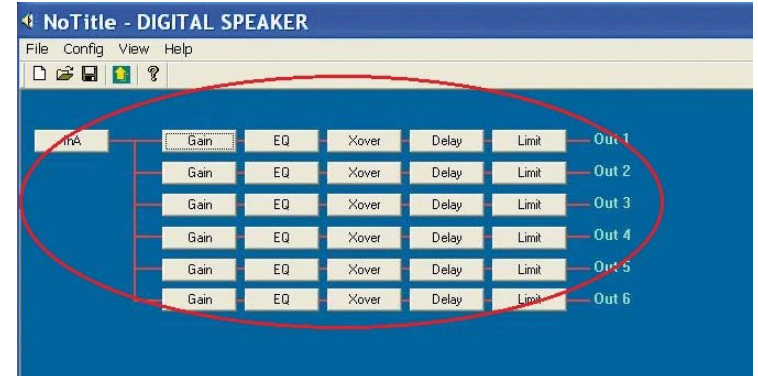 NoTitle - DIGITAL SPEAKER
File Config View Help
InA Gain EQ Xover Delay Limit Out 1
Gain EQ Xover Delay Limit Out 2
Gain EQ Xover Delay Limit Out 3
Gain EQ Xover Delay Limit Out 4
Gain EQ Xover Delay Limit Out 5
Gain EQ Xover Delay Limit Out 6